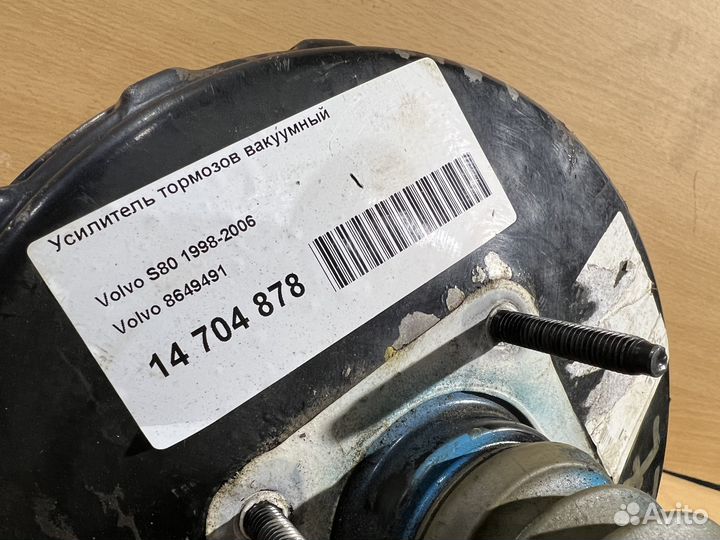 Усилитель тормозов вакуумный
Volvo S80 1998-2006
Volvo 8649491
14 704 878
Avito